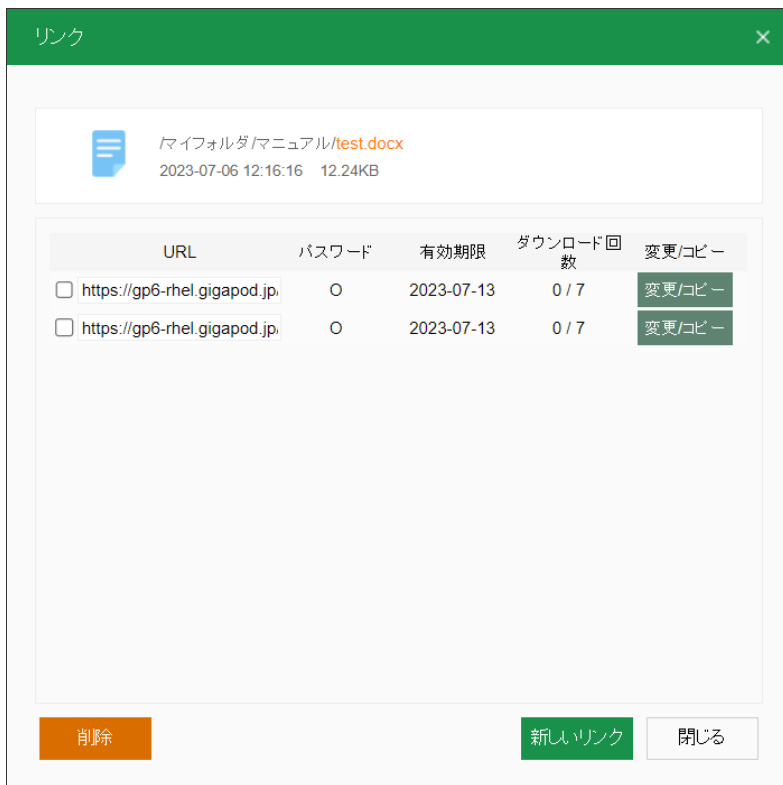 リンク
×
/マイフォルダ/マニュアル/test.docx
2023-07-06 12:16:16 12.24KB
URL パスワード 有効期限 ダウンロード回数 変更/コピー
https://gp6-rhel.gigapod.jp/ O 2023-07-13 0 / 7 変更/コピー
https://gp6-rhel.gigapod.jp/ O 2023-07-13 0 / 7 変更/コピー
削除 新しいリンク 閉じる